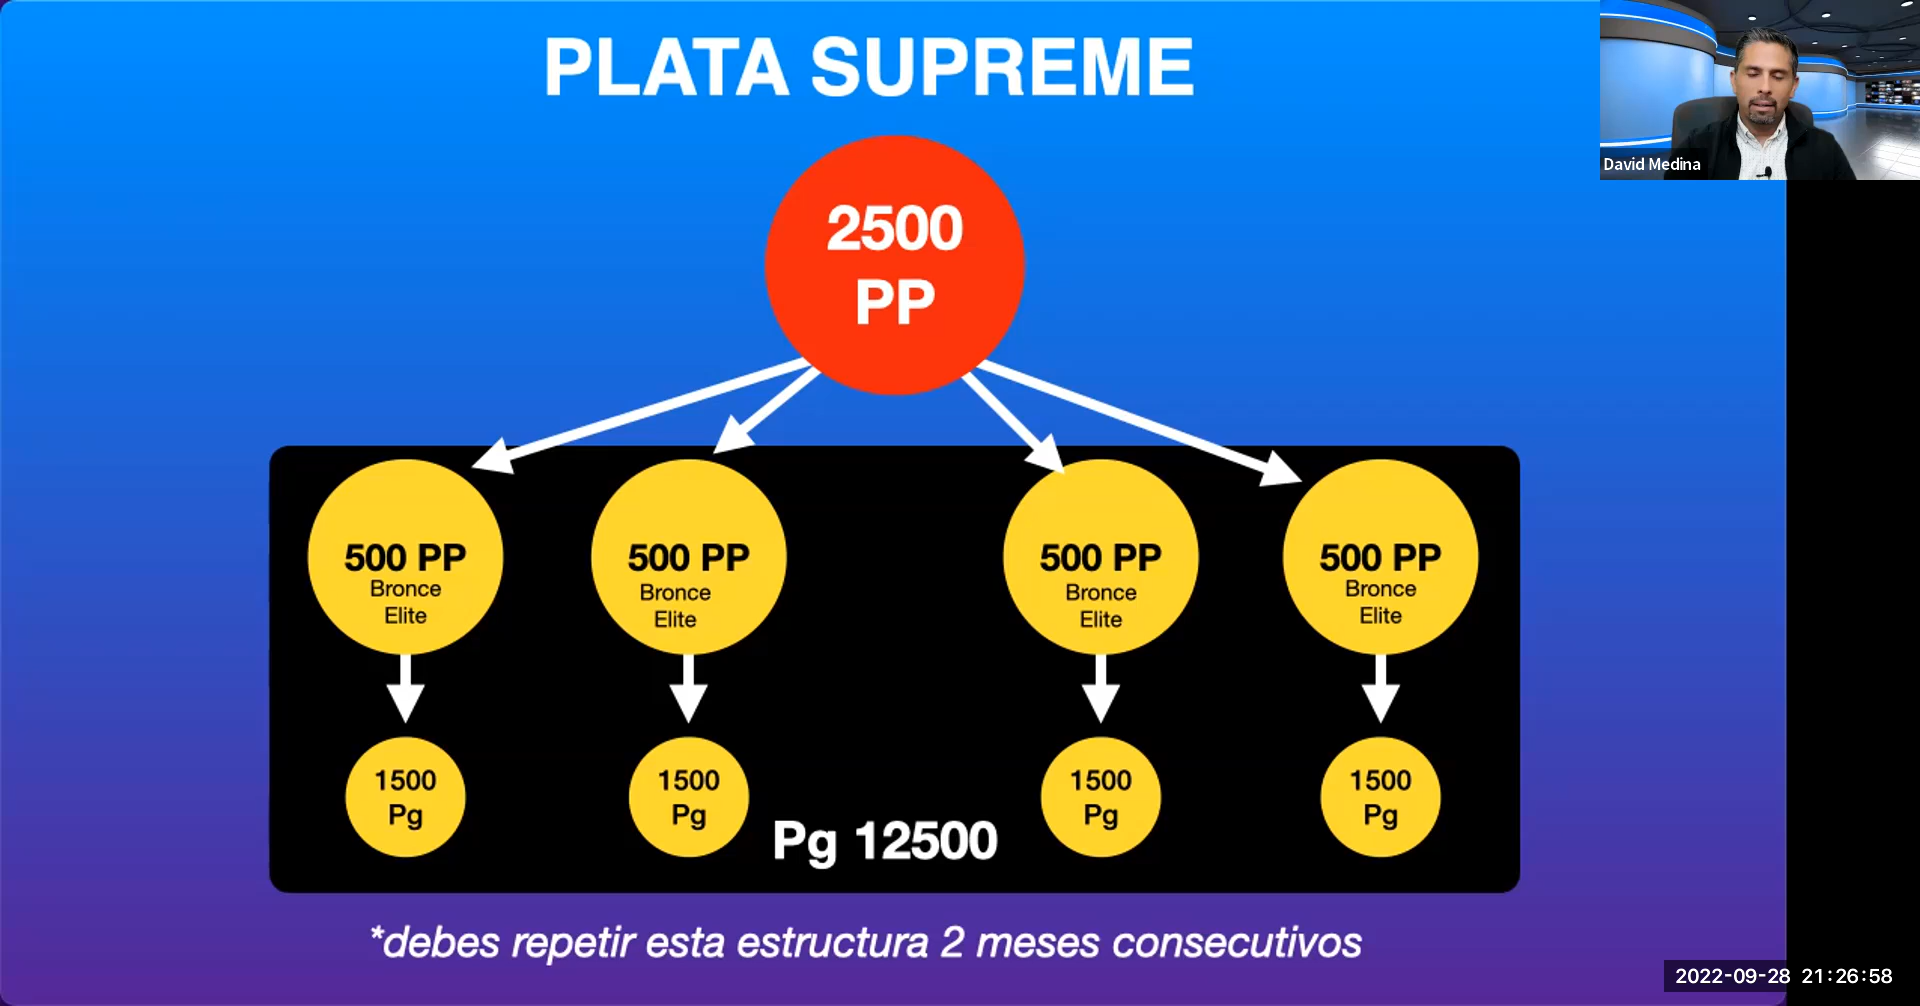 PLATA SUPREME
David Medina
2500
PP
500 PP
Bronce
Elite
500 PP
Bronce
Elite
500 PP
Bronce
Elite
500 PP
Bronce
Elite
1500
Pg
1500
Pg
Pg 12500
1500
Pg
1500
Pg
*debes repetir esta estructura 2 meses consecutivos
2022-09-28 21:26:58